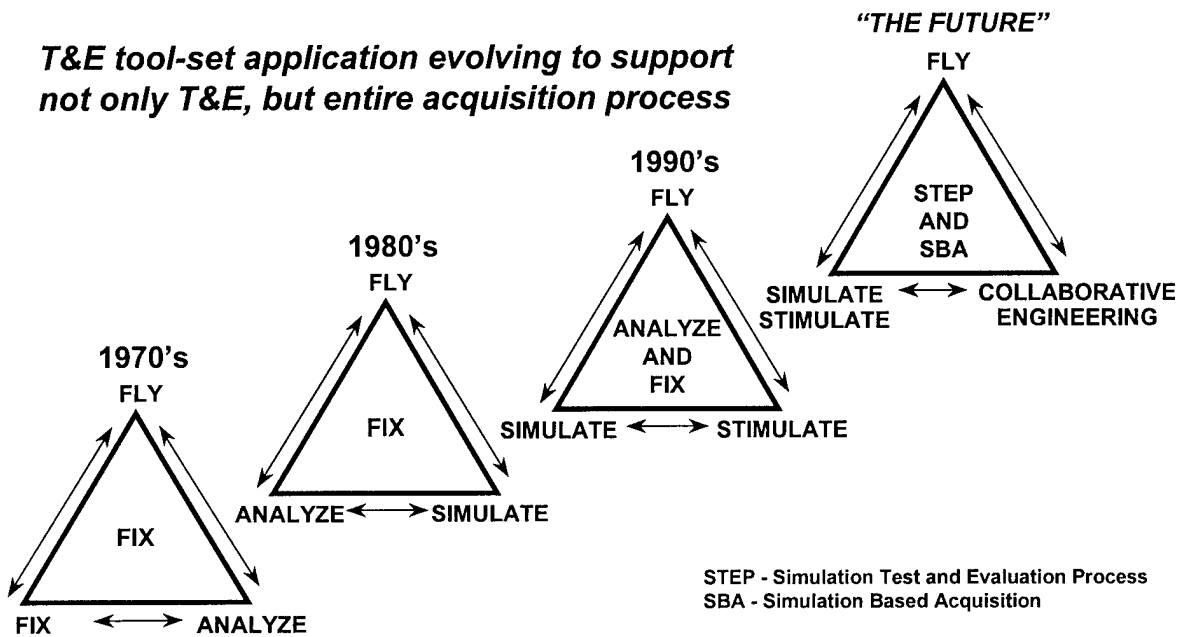 "THE FUTURE"
T&E tool-set application evolving to support
not only T&E, but entire acquisition process
FLY
STEP
AND
SBA
SIMULATE
STIMULATE
COLLABORATIVE
ENGINEERING
1990's
FLY
ANALYZE
AND
FIX
SIMULATE
STIMULATE
1980's
FLY
FIX
ANALYZE
SIMULATE
1970's
FLY
FIX
FIX
ANALYZE
STEP - Simulation Test and Evaluation Process
SBA - Simulation Based Acquisition